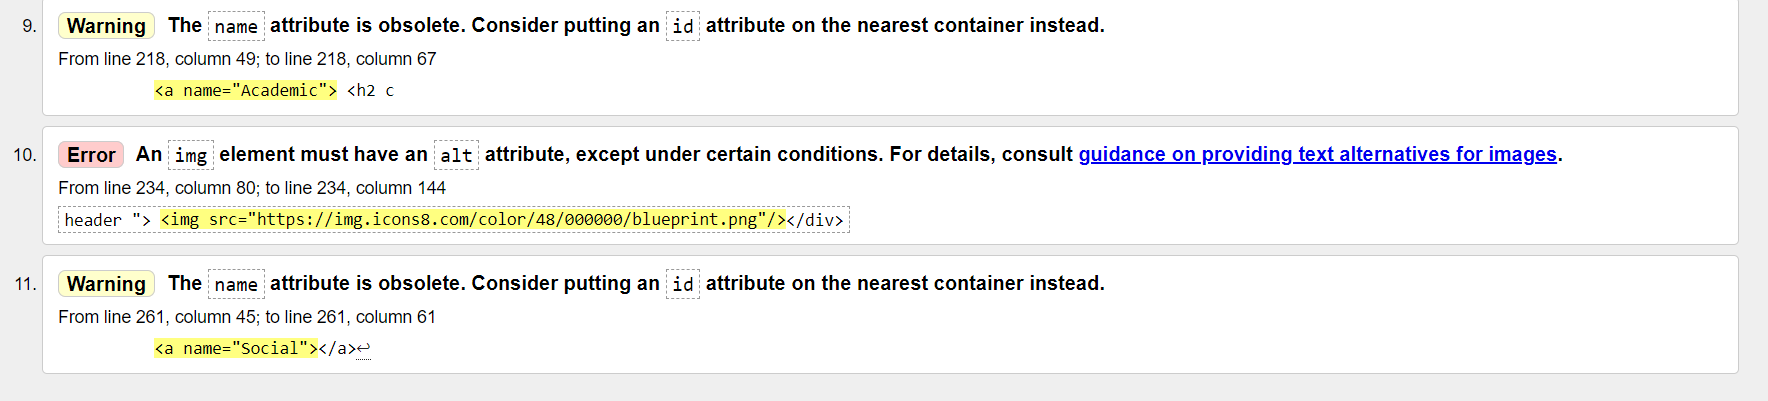 9. Warning The name attribute is obsolete. Consider putting an id attribute on the nearest container instead.
From line 218, column 49; to line 218, column 67
<a name="Academic"> <h2 c
10. Error An img element must have an alt attribute, except under certain conditions. For details, consult guidance on providing text alternatives for images.
From line 234, column 80; to line 234, column 144
header "> <img src="https://img.icons8.com/color/48/000000/blueprint.png"/></div>
11. Warning The name attribute is obsolete. Consider putting an id attribute on the nearest container instead.
From line 261, column 45; to line 261, column 61
<a name="Social"></a>↩